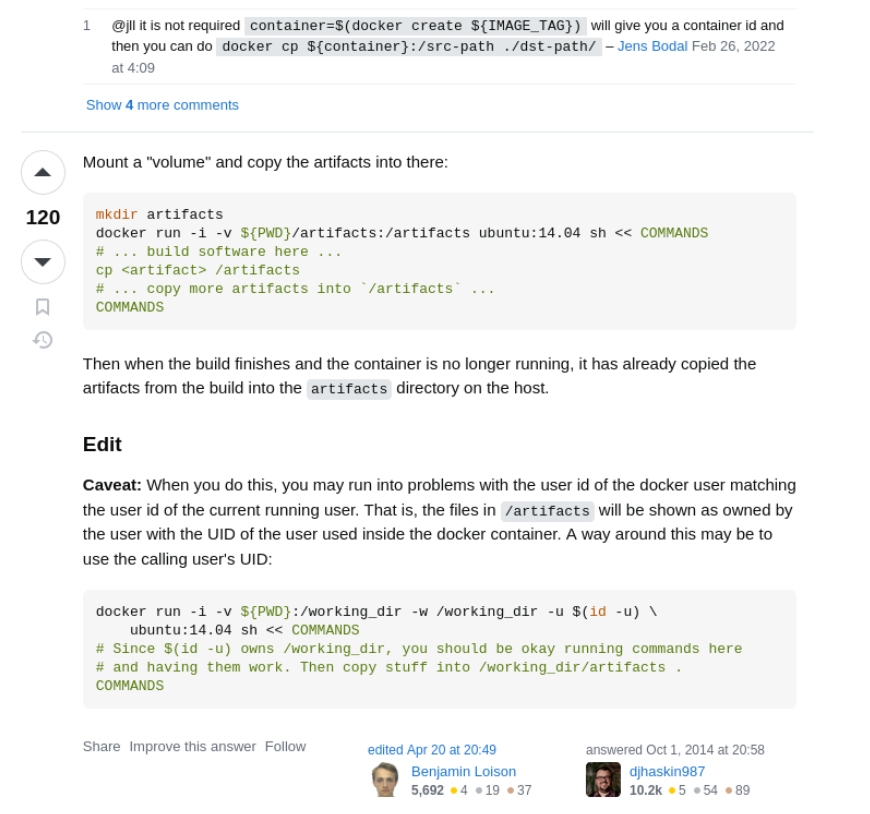 1 @jll it is not required container=$(docker create ${IMAGE_TAG}) will give you a container id and
then you can do docker cp ${container}:/src-path ./dst-path/ – Jens Bodal Feb 26, 2022
at 4:09
Show 4 more comments
Mount a "volume" and copy the artifacts into there:
120
mkdir artifacts
docker run -i -v ${PWD}/artifacts:/artifacts ubuntu:14.04 sh << COMMANDS
# ... build software here ...
cp <artifact> /artifacts
# ... copy more artifacts into `/artifacts` ...
COMMANDS
Then when the build finishes and the container is no longer running, it has already copied the
artifacts from the build into the artifacts directory on the host.
Edit
Caveat: When you do this, you may run into problems with the user id of the docker user matching
the user id of the current running user. That is, the files in /artifacts will be shown as owned by
the user with the UID of the user used inside the docker container. A way around this may be to
use the calling user's UID:
docker run -i -v ${PWD}:/working_dir -w /working_dir -u $(id -u) \
    ubuntu:14.04 sh << COMMANDS
# Since $(id -u) owns /working_dir, you should be okay running commands here
# and having them work. Then copy stuff into /working_dir/artifacts .
COMMANDS
Share Improve this answer Follow
edited Apr 20 at 20:49
Benjamin Loison
5,692 ●4 ●19 ●37
answered Oct 1, 2014 at 20:58
djhaskin987
10.2k ●5 ●54 ●89